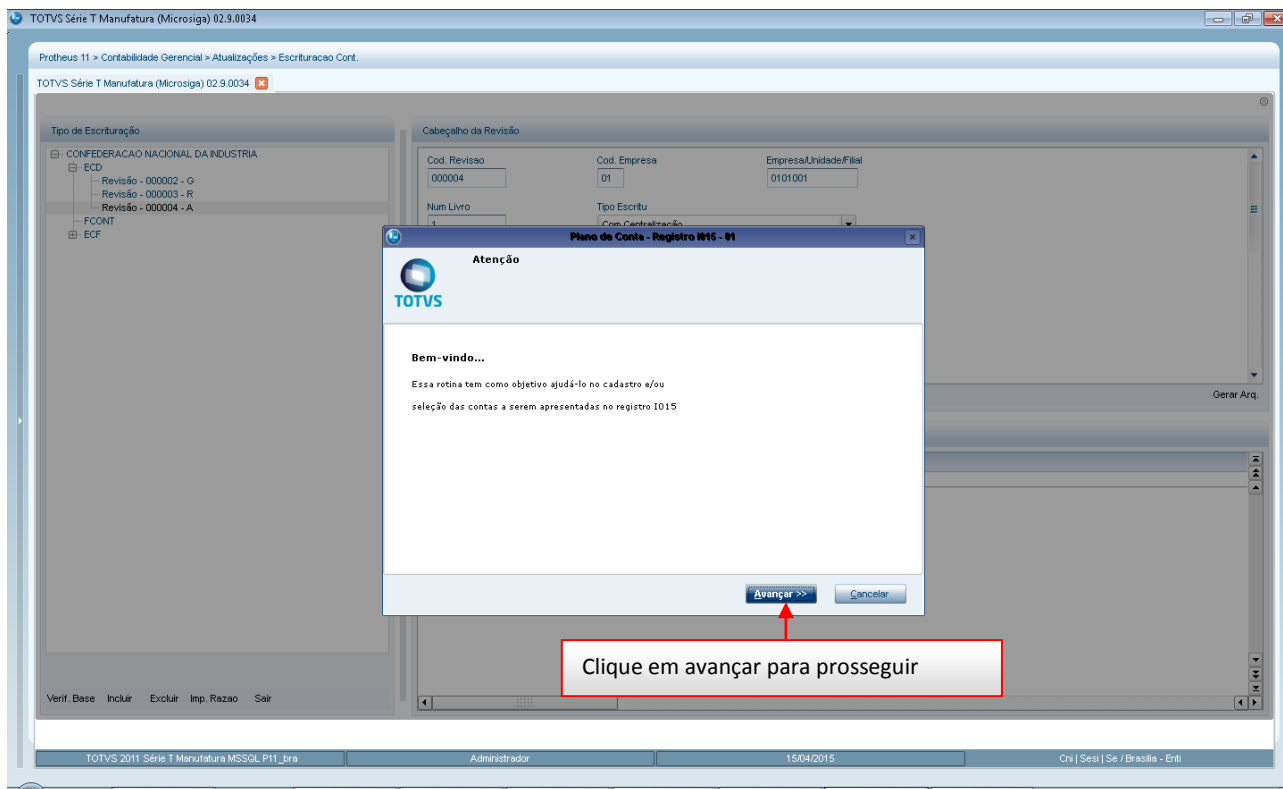 TOTVS Série T Manufatura (Microsiga) 02.9.0034
Protheus 11 > Contabilidade Gerencial > Atualizações > Escrituracao Cont.
TOTVS Série T Manufatura (Microsiga) 02.9.0034
Tipo de Escrituração
CONFEDERACAO NACIONAL DA INDUSTRIA
ECD
Revisão - 000002 - G
Revisão - 000003 - R
Revisão - 000004 - A
FCONT
ECF
Verif. Base Incluir Excluir Imp. Razao Sair
Cabeçalho da Revisão
Cod. Revisao Cod. Empresa Empresa/Unidade/Filial
000004 01 0101001
Num Livro Tipo Escritu
1 Com Centralização
Gerar Arq.
Plano de Conta - Registro I015 - 01
Atenção
TOTVS
Bem-vindo...
Essa rotina tem como objetivo ajudá-lo no cadastro e/ou
seleção das contas a serem apresentadas no registro I015
Avançar >> Cancelar
Clique em avançar para prosseguir
TOTVS 2011 Série T Manufatura MSSQL P11_bra Administrador 15/04/2015 Cni | Sesi | Se / Brasilia - Enti